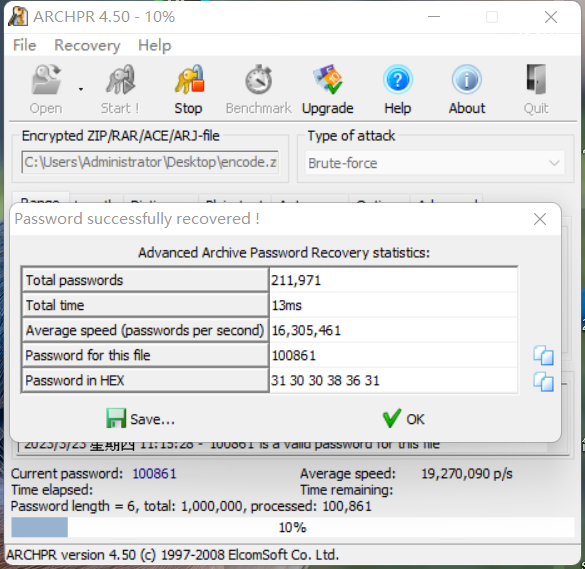 ARCHPR 4.50 - 10%
File Recovery Help
Open Start ! Stop Benchmark Upgrade Help About Quit
Encrypted ZIP/RAR/ACE/ARJ-file Type of attack
C:\Users\Administrator\Desktop\encode.z Brute-force
Password successfully recovered !
Advanced Archive Password Recovery statistics:
Total passwords 211,971
Total time 13ms
Average speed (passwords per second) 16,305,461
Password for this file 100861
Password in HEX 31 30 30 38 36 31
Save... OK
2023/3/23 星期四 11:15:28 - '100861' is a valid password for this file
Current password: 100861 Average speed: 19,270,090 p/s
Time elapsed: Time remaining:
Password length = 6, total: 1,000,000, processed: 100,861
10%
ARCHPR version 4.50 (c) 1997-2008 ElcomSoft Co. Ltd.